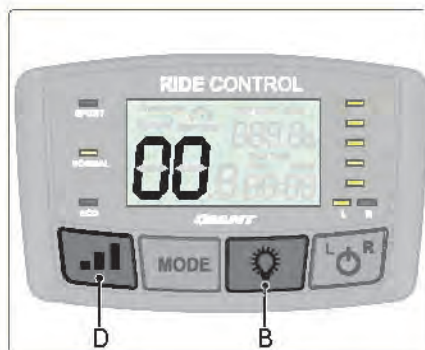 RIDE CONTROL
SPORT
NORMAL
00
ECO
GIANT
L R
MODE
L R
D B